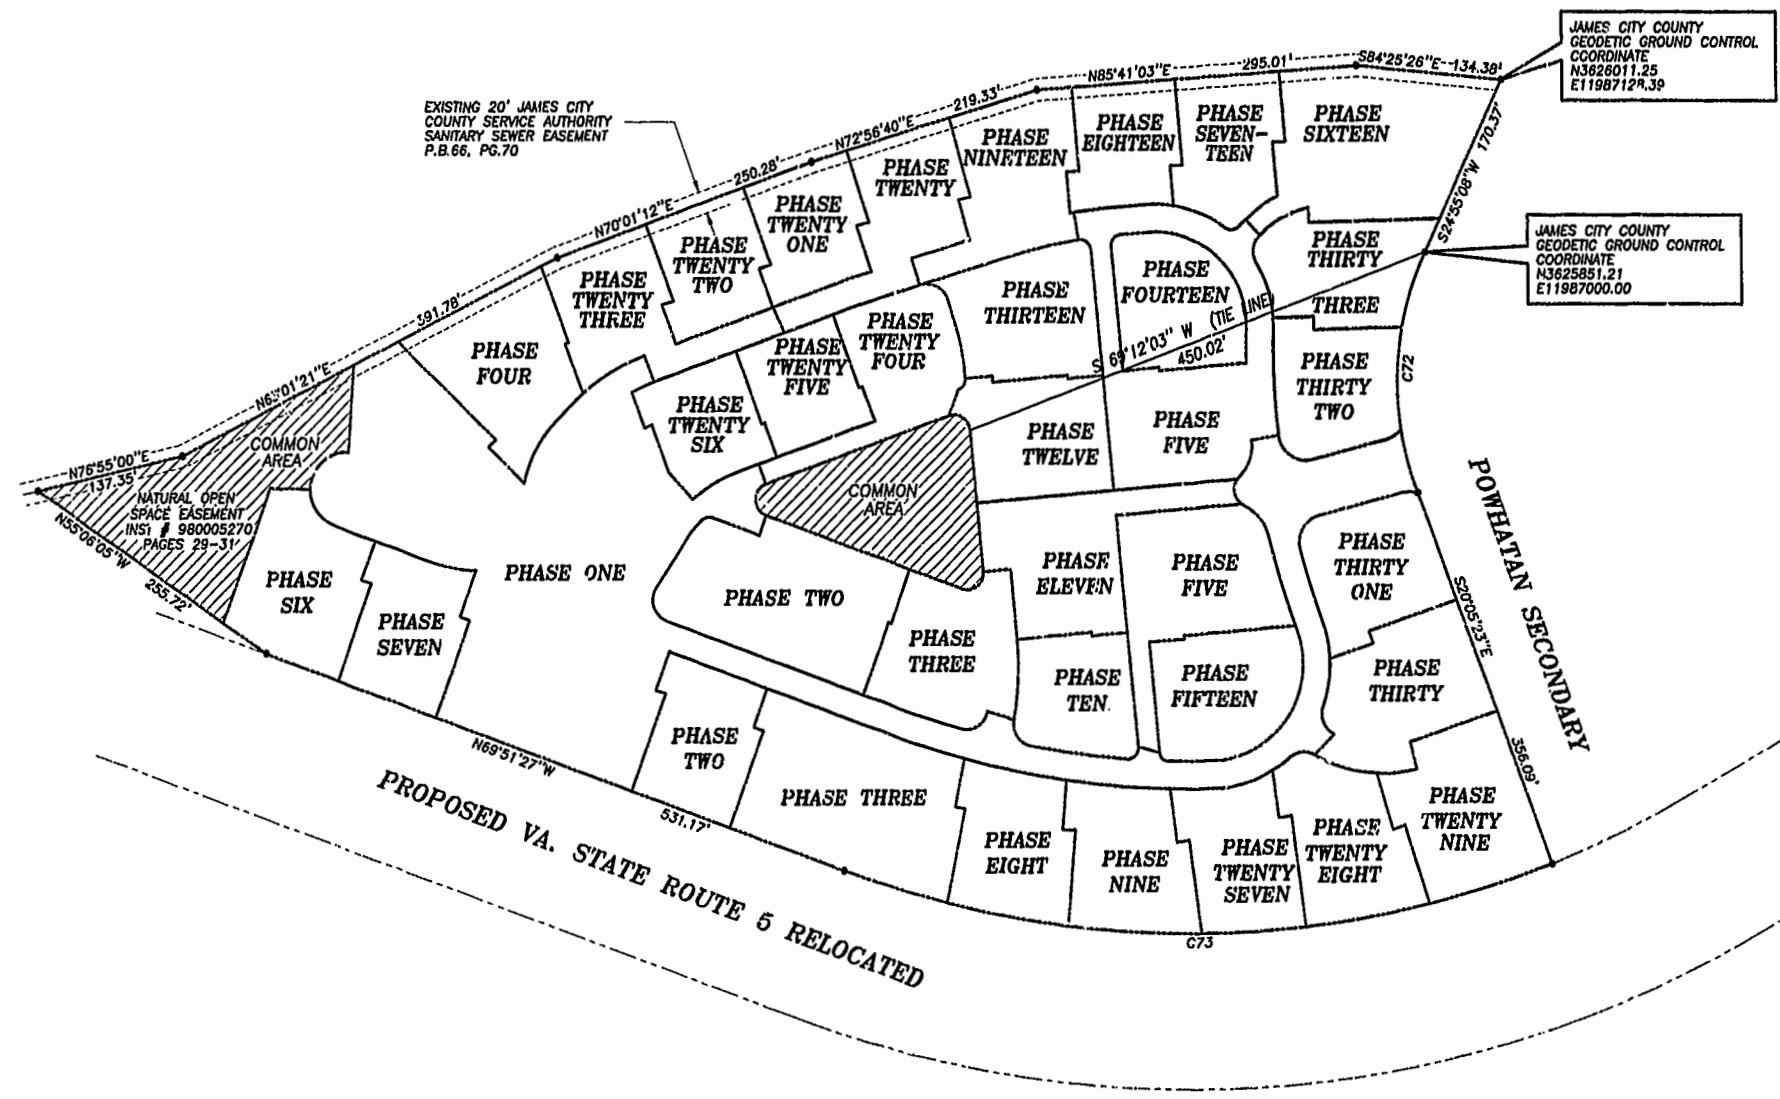 JAMES CITY COUNTY
GEODETIC GROUND CONTROL
COORDINATE
N3626011.25
S84°25'26"E 134.38'
N85°41'03"E 295.01'
219.33'
N72°56'40"E
250.28'
N70°01'12"E
391.78'
N76°55'00"E
137.35'
EXISTING 20' JAMES CITY
COUNTY SERVICE AUTHORITY
SANITARY SEWER EASEMENT
P.B.66, PG.70
S24°55'08"W 170.37'
JAMES CITY COUNTY
GEODETIC GROUND CONTROL
COORDINATE
N3625851.21
E11987000.00
PHASE
NINETEEN
PHASE
EIGHTEEN
PHASE
SEVEN-
TEEN
PHASE
SIXTEEN
PHASE
TWENTY
PHASE
TWENTY
ONE
PHASE
TWENTY
TWO
PHASE
TWENTY
THREE
PHASE
FOUR
PHASE
THIRTEEN
PHASE
FOURTEEN
PHASE
THIRTY
THREE
12'03" W (TIE LINE)
450.02'
PHASE
TWENTY
FOUR
PHASE
TWENTY
FIVE
PHASE
TWENTY
SIX
PHASE
THIRTY
TWO
C72
PHASE
TWELVE
PHASE
FIVE
COMMON
AREA
COMMON
AREA
NATURAL OPEN
SPACE EASEMENT
INST # 980005270
PAGES 29-31
N55°06'05"W
255.72'
PHASE
SIX
PHASE
SEVEN
PHASE ONE
PHASE TWO
PHASE
THREE
PHASE
ELEVEN
PHASE
FIVE
PHASE
THIRTY
ONE
POWHATAN SECONDARY
S20°05'23"E
356.09'
PHASE
TEN
PHASE
FIFTEEN
PHASE
THIRTY
PHASE
TWO
PHASE THREE
PHASE
EIGHT
PHASE
NINE
PHASE
TWENTY
SEVEN
PHASE
TWENTY
EIGHT
PHASE
TWENTY
NINE
N69°51'27"W
531.17'
C73
PROPOSED VA. STATE ROUTE 5 RELOCATED